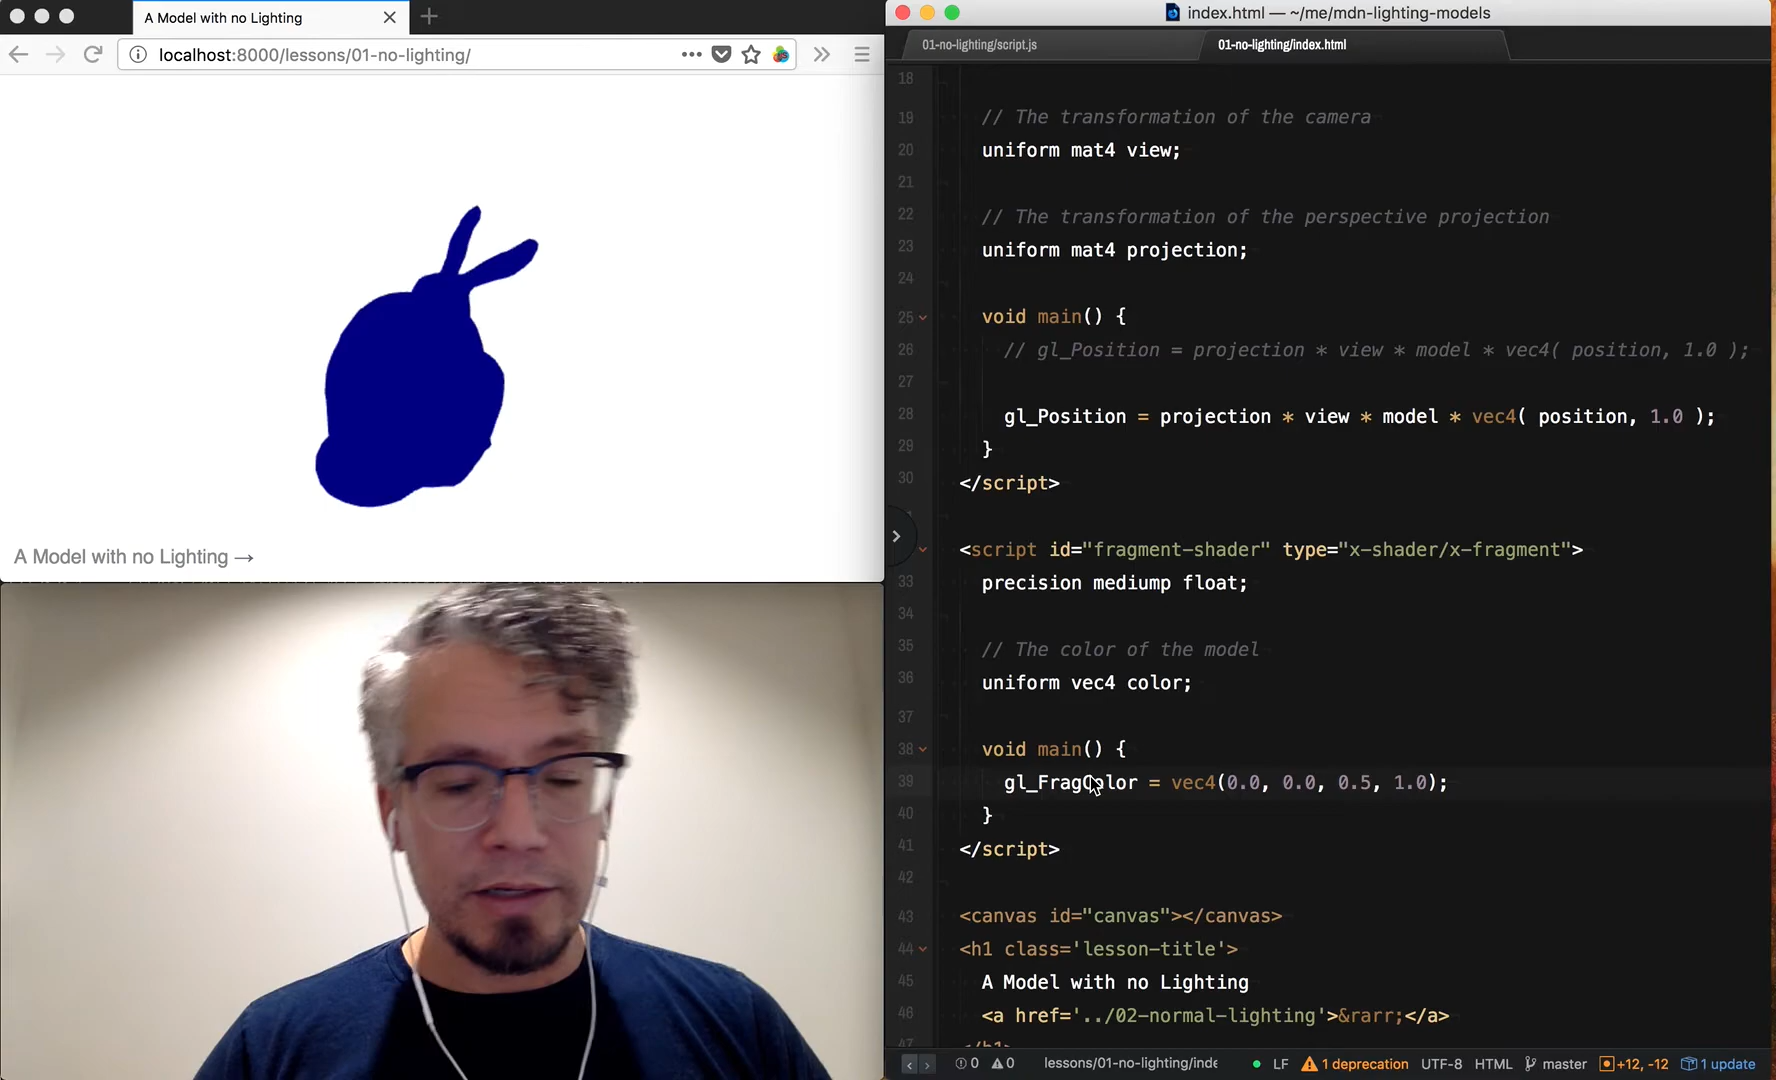 A Model with no Lighting
localhost:8000/lessons/01-no-lighting/
A Model with no Lighting →
index.html — ~/me/mdn-lighting-models
01-no-lighting/script.js
01-no-lighting/index.html
18
19 // The transformation of the camera
20 uniform mat4 view;
21
22 // The transformation of the perspective projection
23 uniform mat4 projection;
24
25 void main() {
26 // gl_Position = projection * view * model * vec4( position, 1.0 );
27
28 gl_Position = projection * view * model * vec4( position, 1.0 );
29 }
30 </script>
<script id="fragment-shader" type="x-shader/x-fragment">
33 precision mediump float;
34
35 // The color of the model
36 uniform vec4 color;
37
38 void main() {
39 gl_FragColor = vec4(0.0, 0.0, 0.5, 1.0);
40 }
41 </script>
42
43 <canvas id="canvas"></canvas>
44 <h1 class='lesson-title'>
45 A Model with no Lighting
46 <a href='../02-normal-lighting'>&rarr;</a>
47 </h1>
0 0 lessons/01-no-lighting/inde LF 1 deprecation UTF-8 HTML master +12, -12 1 update